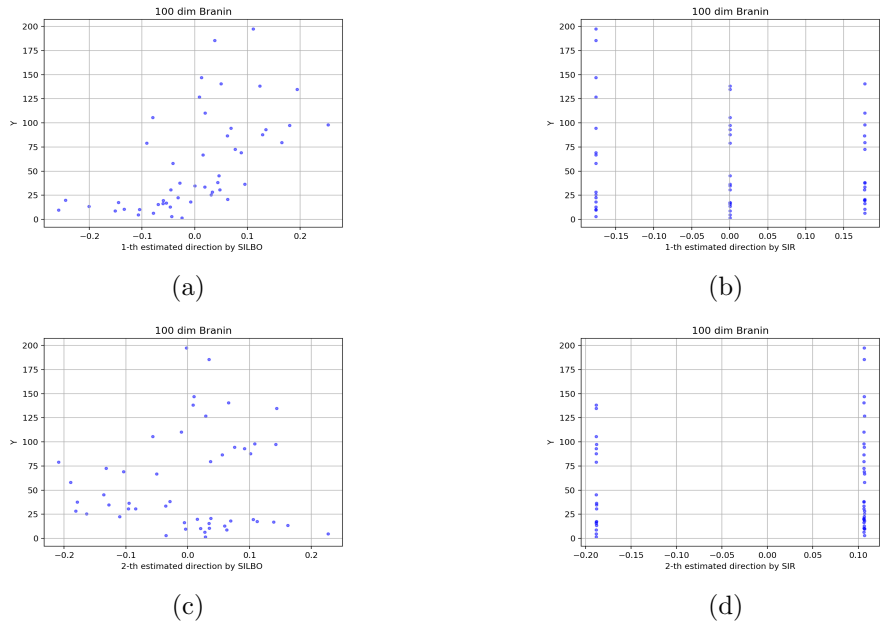 100 dim Branin
200
175
150
125
100
75
50
25
0
Y
−0.2 −0.1 0.0 0.1 0.2
1-th estimated direction by SILBO
(a)
100 dim Branin
200
175
150
125
100
75
50
25
0
Y
−0.15 −0.10 −0.05 0.00 0.05 0.10 0.15
1-th estimated direction by SIR
(b)
100 dim Branin
200
175
150
125
100
75
50
25
0
Y
−0.2 −0.1 0.0 0.1 0.2
2-th estimated direction by SILBO
(c)
100 dim Branin
200
175
150
125
100
75
50
25
0
Y
−0.20 −0.15 −0.10 −0.05 0.00 0.05 0.10
2-th estimated direction by SIR
(d)